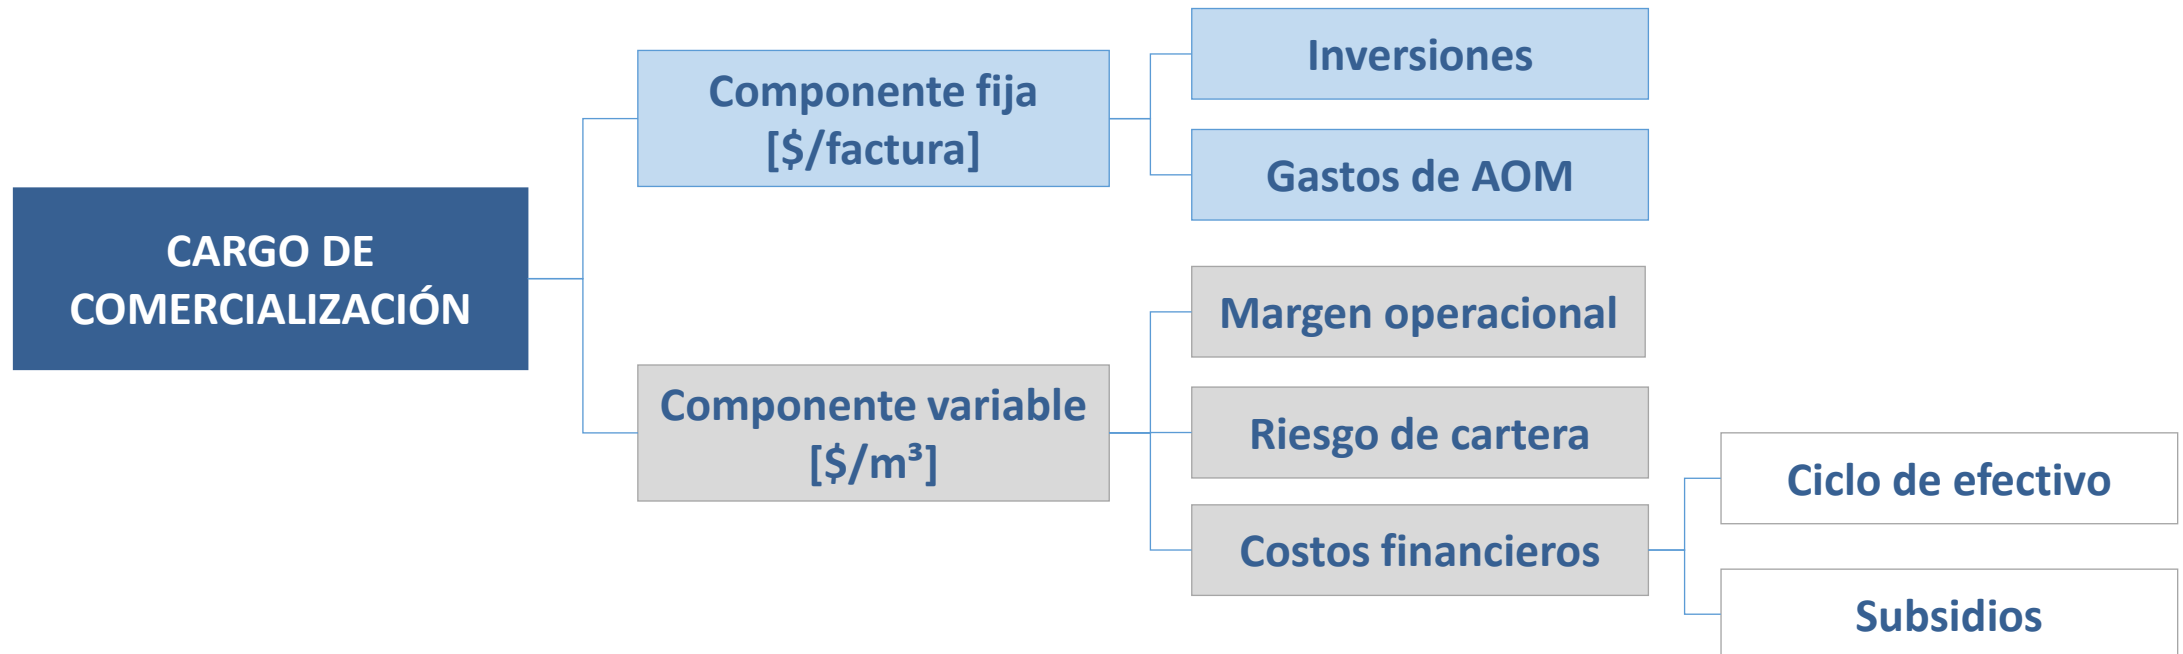 CARGO DE
COMERCIALIZACIÓN
Componente fija
[$/factura]
Inversiones
Gastos de AOM
Componente variable
[$/m³]
Margen operacional
Riesgo de cartera
Costos financieros
Ciclo de efectivo
Subsidios